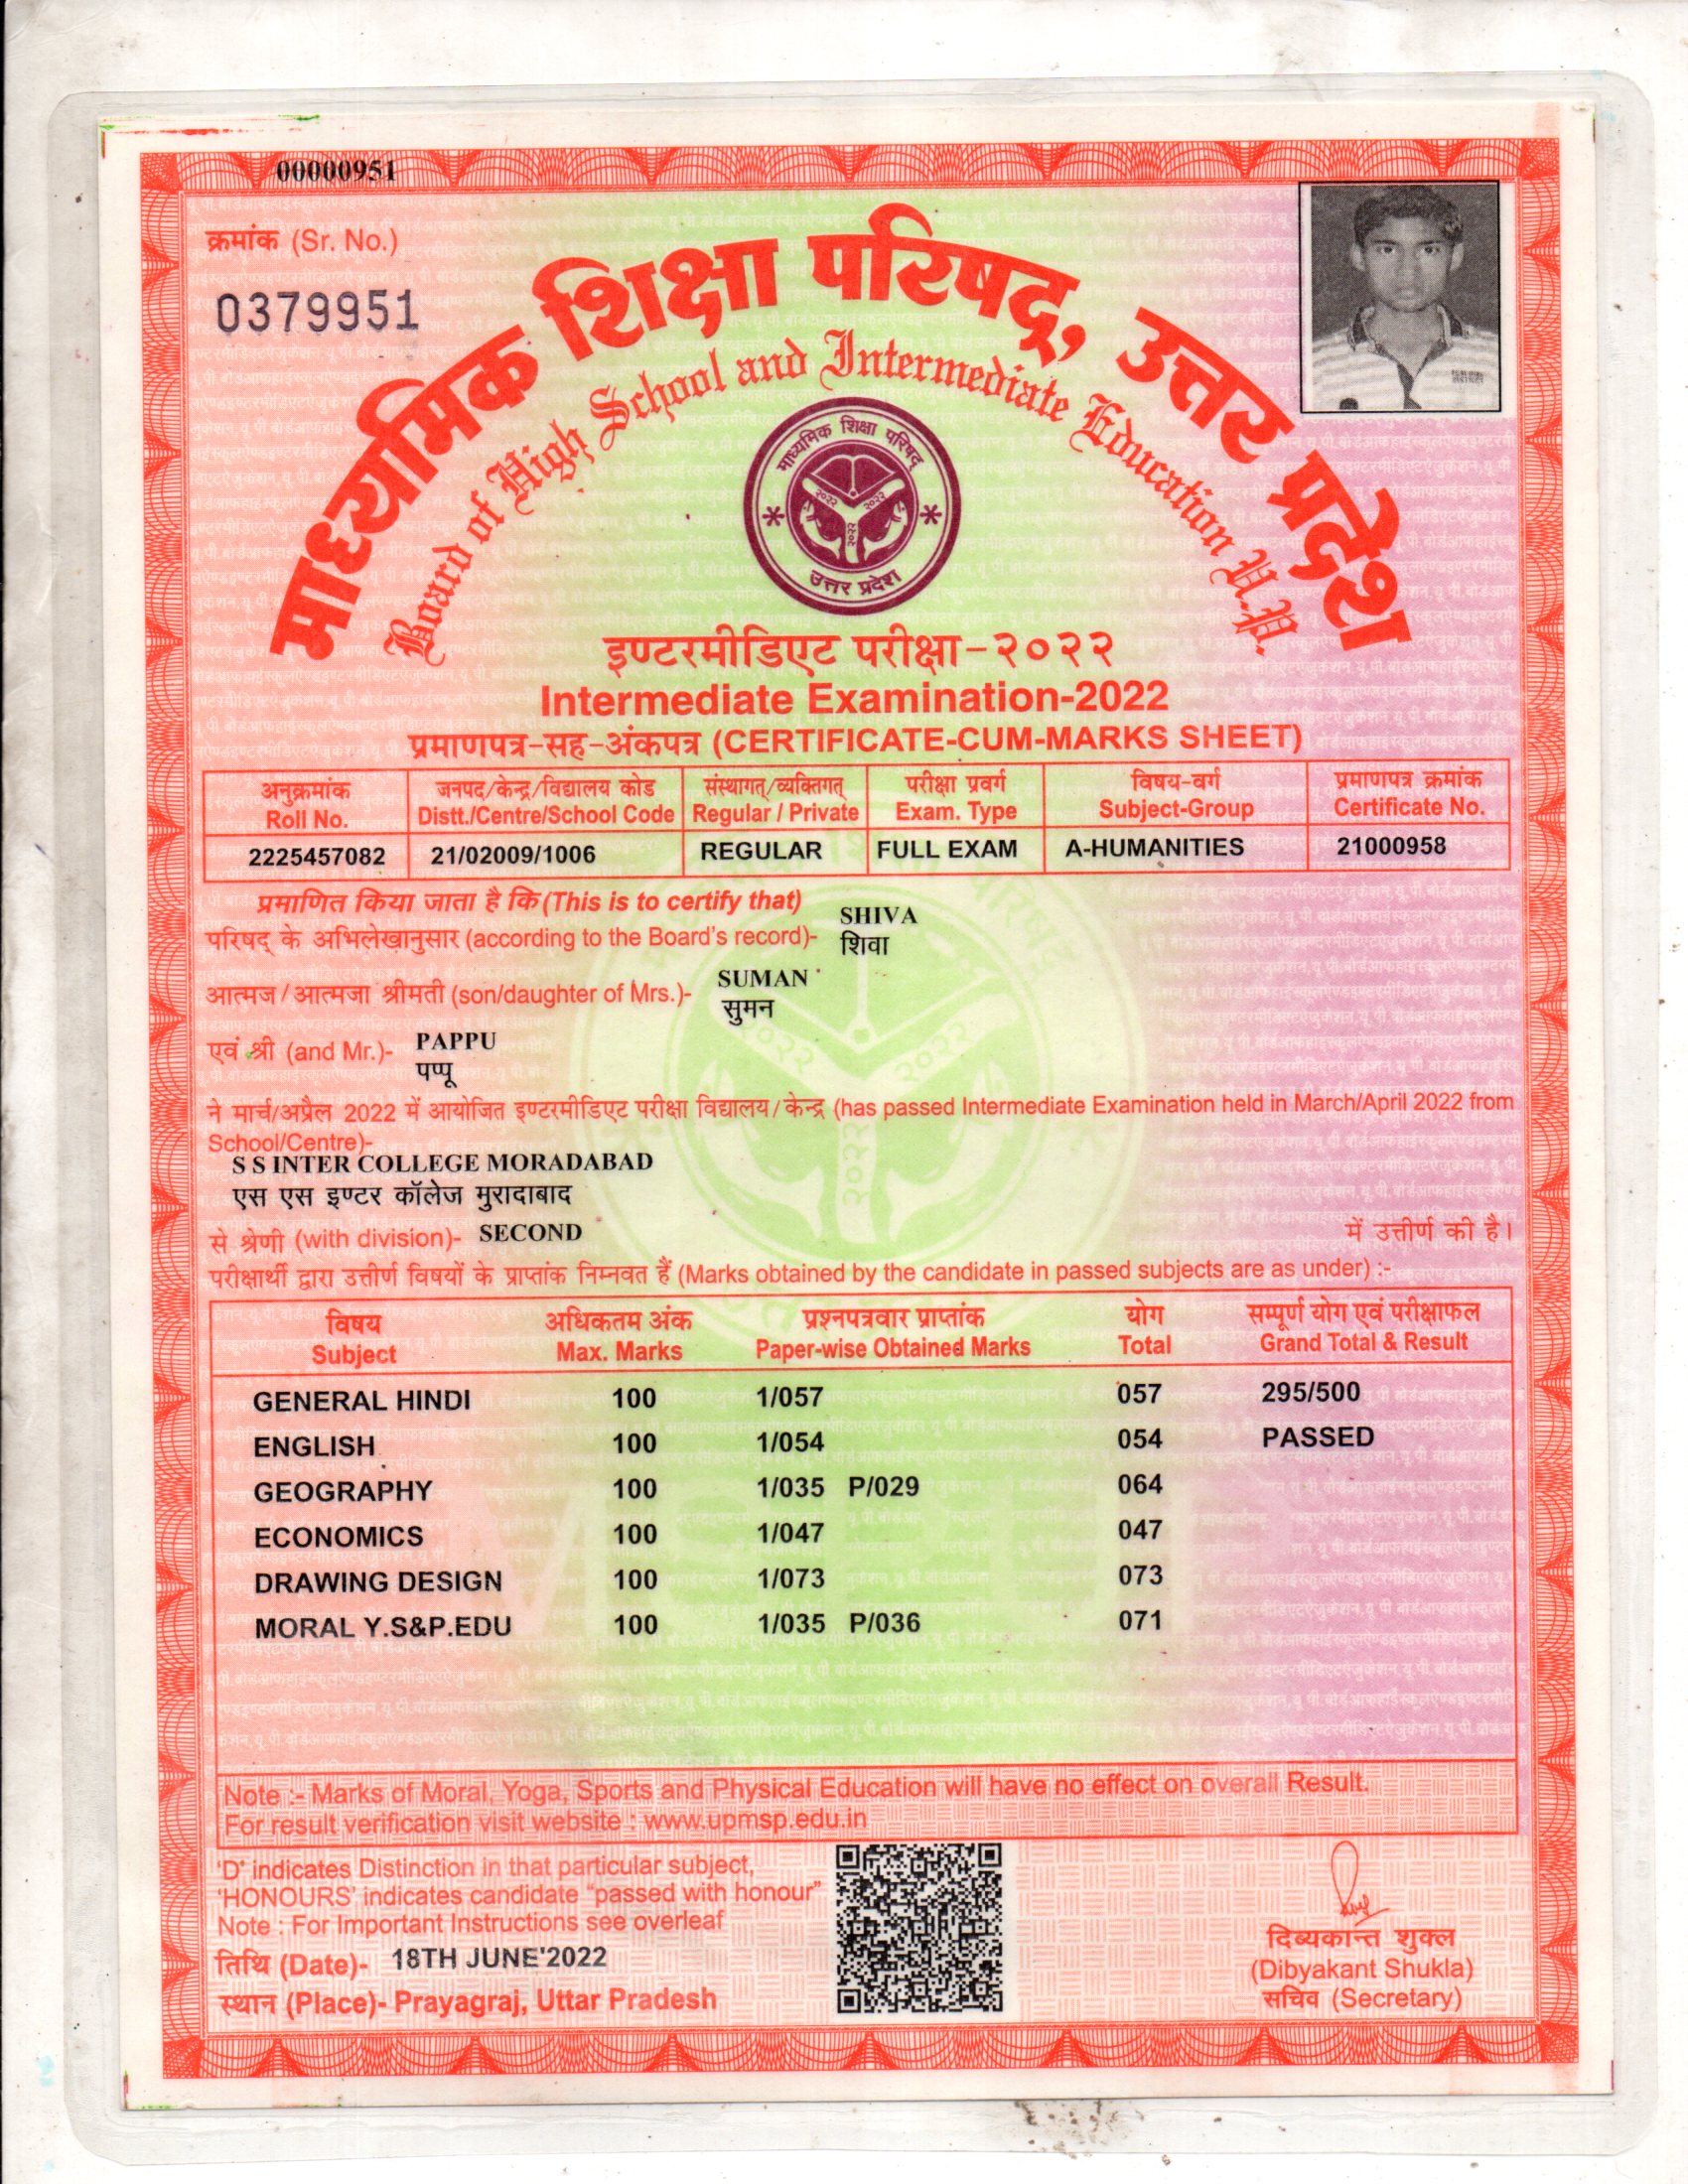 00000951
क्रमांक (Sr. No.)
0379951
माध्यमिक शिक्षा परिषद्, उत्तर प्रदेश
Board of High School and Intermediate Education U.P.
माध्यमिक शिक्षा परिषद्
२०२२ २०२२
२०२२
उत्तर प्रदेश
इण्टरमीडिएट परीक्षा-२०२२
Intermediate Examination-2022
प्रमाणपत्र-सह-अंकपत्र (CERTIFICATE-CUM-MARKS SHEET)
अनुक्रमांक जनपद/केन्द्र/विद्यालय कोड संस्थागत्/व्यक्तिगत् परीक्षा प्रवर्ग विषय-वर्ग प्रमाणपत्र क्रमांक
Roll No. Distt./Centre/School Code Regular / Private Exam. Type Subject-Group Certificate No.
2225457082 21/02009/1006 REGULAR FULL EXAM A-HUMANITIES 21000958
प्रमाणित किया जाता है कि (This is to certify that)
SHIVA
परिषद् के अभिलेखानुसार (according to the Board's record)- शिवा
SUMAN
आत्मज / आत्मजा श्रीमती (son/daughter of Mrs.)- सुमन
PAPPU
एवं श्री (and Mr.)- पप्पू
ने मार्च/अप्रैल 2022 में आयोजित इण्टरमीडिएट परीक्षा विद्यालय / केन्द्र (has passed Intermediate Examination held in March/April 2022 from
School/Centre)-
S S INTER COLLEGE MORADABAD
एस एस इण्टर कॉलेज मुरादाबाद
से श्रेणी (with division)- SECOND में उत्तीर्ण की है।
परीक्षार्थी द्वारा उत्तीर्ण विषयों के प्राप्तांक निम्नवत हैं (Marks obtained by the candidate in passed subjects are as under) :-
विषय अधिकतम अंक प्रश्नपत्रवार प्राप्तांक योग सम्पूर्ण योग एवं परीक्षाफल
Subject Max. Marks Paper-wise Obtained Marks Total Grand Total & Result
GENERAL HINDI 100 1/057 057 295/500
ENGLISH 100 1/054 054 PASSED
GEOGRAPHY 100 1/035 P/029 064
ECONOMICS 100 1/047 047
DRAWING DESIGN 100 1/073 073
MORAL Y.S&P.EDU 100 1/035 P/036 071
Note :- Marks of Moral, Yoga, Sports and Physical Education will have no effect on overall Result.
For result verification visit website : www.upmsp.edu.in
'D' indicates Distinction in that particular subject,
'HONOURS' indicates candidate "passed with honour"
Note : For Important Instructions see overleaf
तिथि (Date)- 18TH JUNE'2022
स्थान (Place)- Prayagraj, Uttar Pradesh
दिब्यकान्त शुक्ल
(Dibyakant Shukla)
सचिव (Secretary)